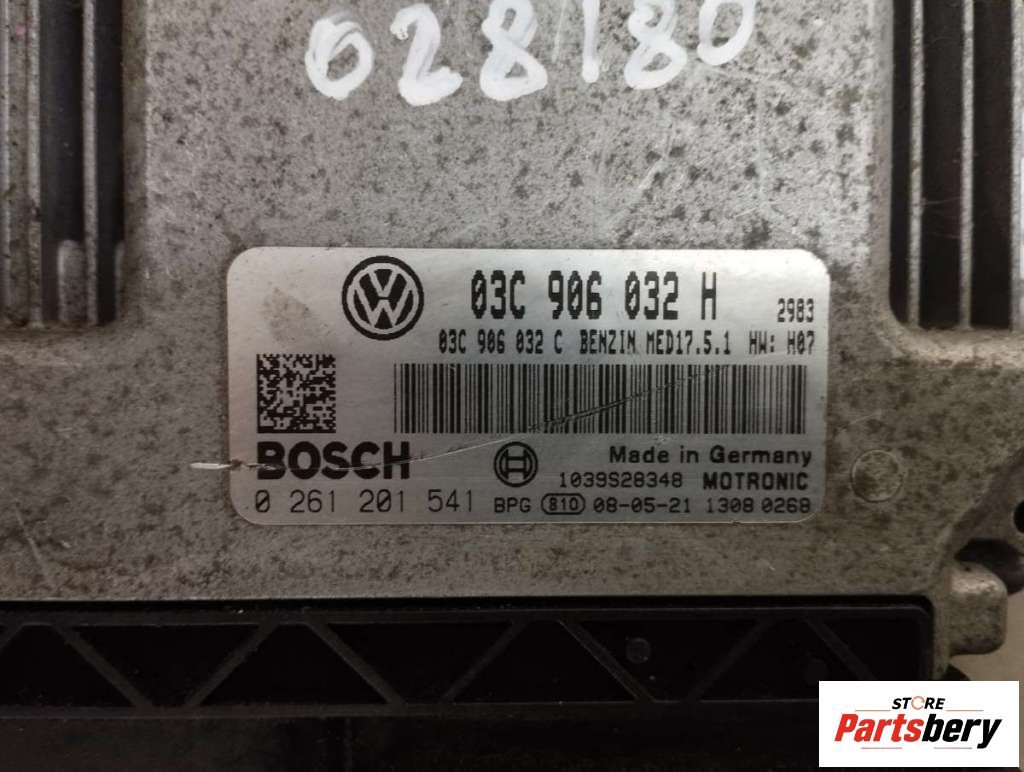 028180
03C 906 032 H 2983
03C 906 032 C BENZIN MED17.5.1 HW: H07
BOSCH
Made in Germany
1039S28348 MOTRONIC
0 261 201 541 BPG 810 08-05-21 1308 0268
STORE
Partsbery